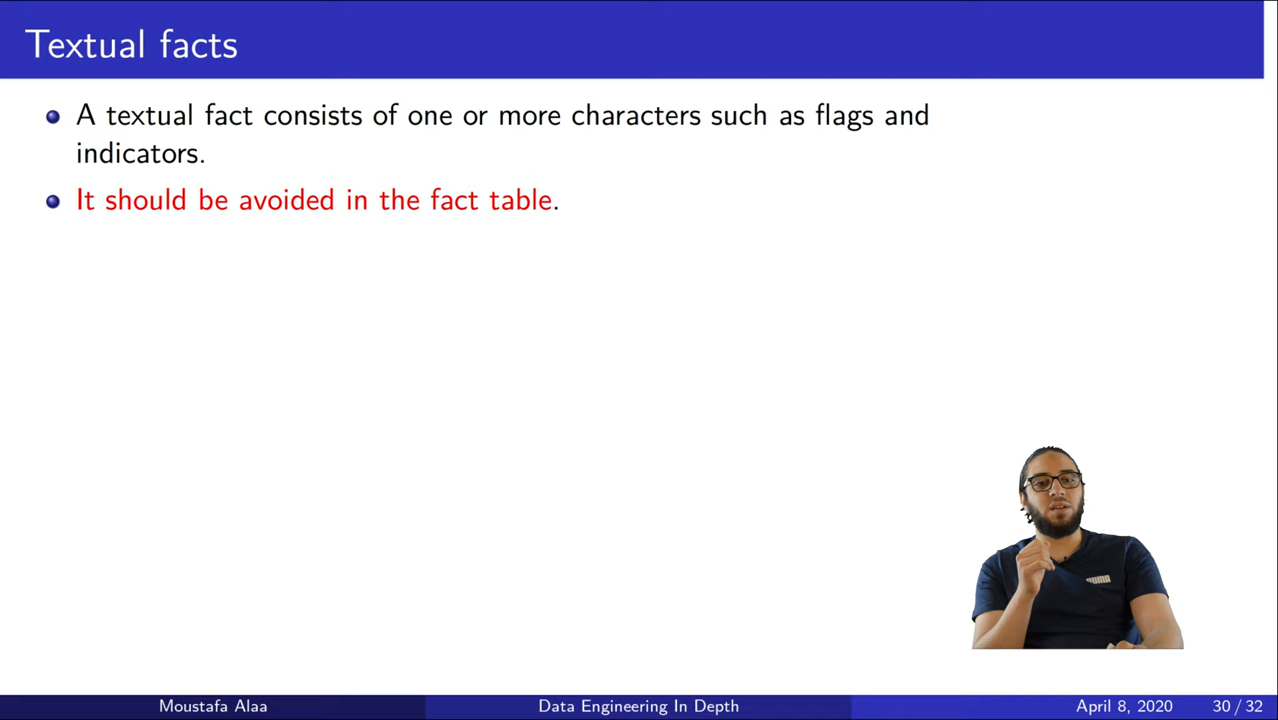 Textual facts
A textual fact consists of one or more characters such as flags and
indicators.
It should be avoided in the fact table.
PUMA
Moustafa Alaa
Data Engineering In Depth
April 8, 2020
30 / 32